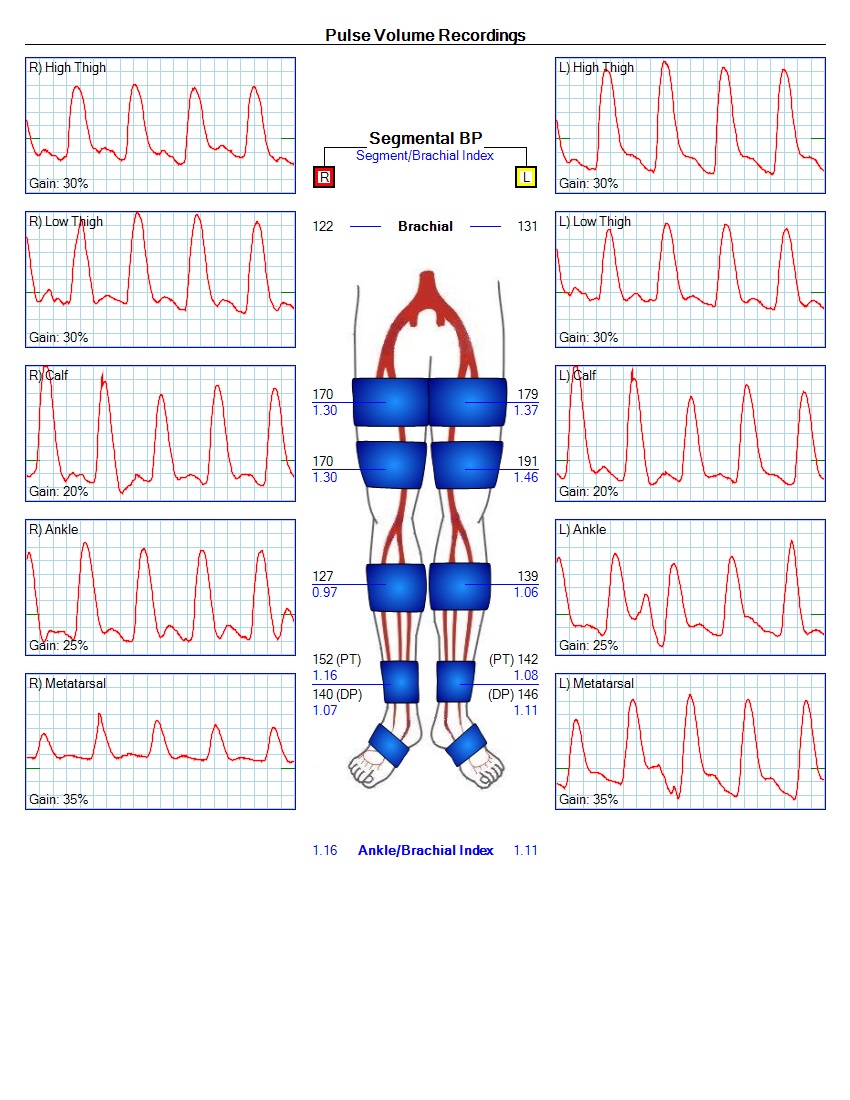 Pulse Volume Recordings
R) High Thigh
Gain: 30%
R) Low Thigh
Gain: 30%
R) Calf
Gain: 20%
R) Ankle
Gain: 25%
R) Metatarsal
Gain: 35%
Segmental BP
Segment/Brachial Index
R L
122 Brachial 131
170 179
1.30 1.37
170 191
1.30 1.46
127 139
0.97 1.06
152 (PT) (PT) 142
1.16 1.08
140 (DP) (DP) 146
1.07 1.11
1.16 Ankle/Brachial Index 1.11
L) High Thigh
Gain: 30%
L) Low Thigh
Gain: 30%
L) Calf
Gain: 20%
L) Ankle
Gain: 25%
L) Metatarsal
Gain: 35%